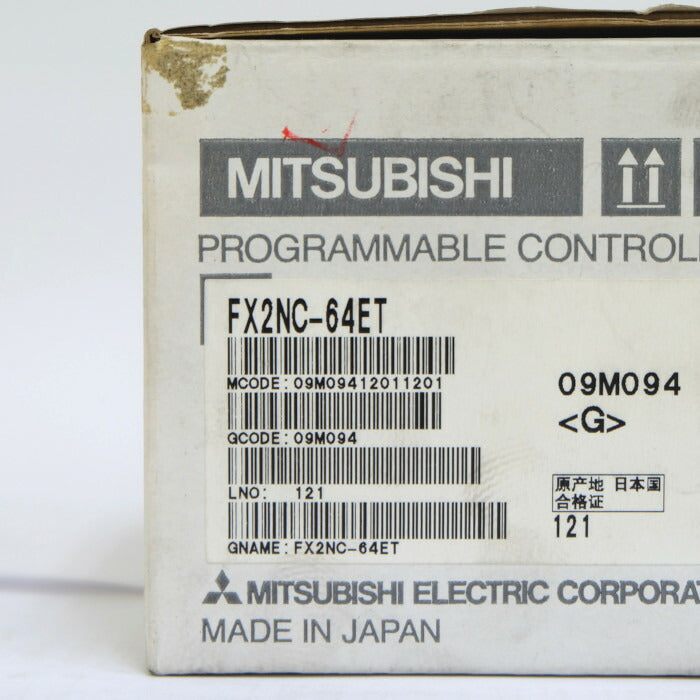 MITSUBISHI
PROGRAMMABLE CONTROL
FX2NC-64ET
MCODE: 09M09412011201
GCODE: 09M094
LNO: 121
GNAME: FX2NC-64ET
09M094
<G>
原产地 日本国
合格证
121
MITSUBISHI ELECTRIC CORPORAT
MADE IN JAPAN